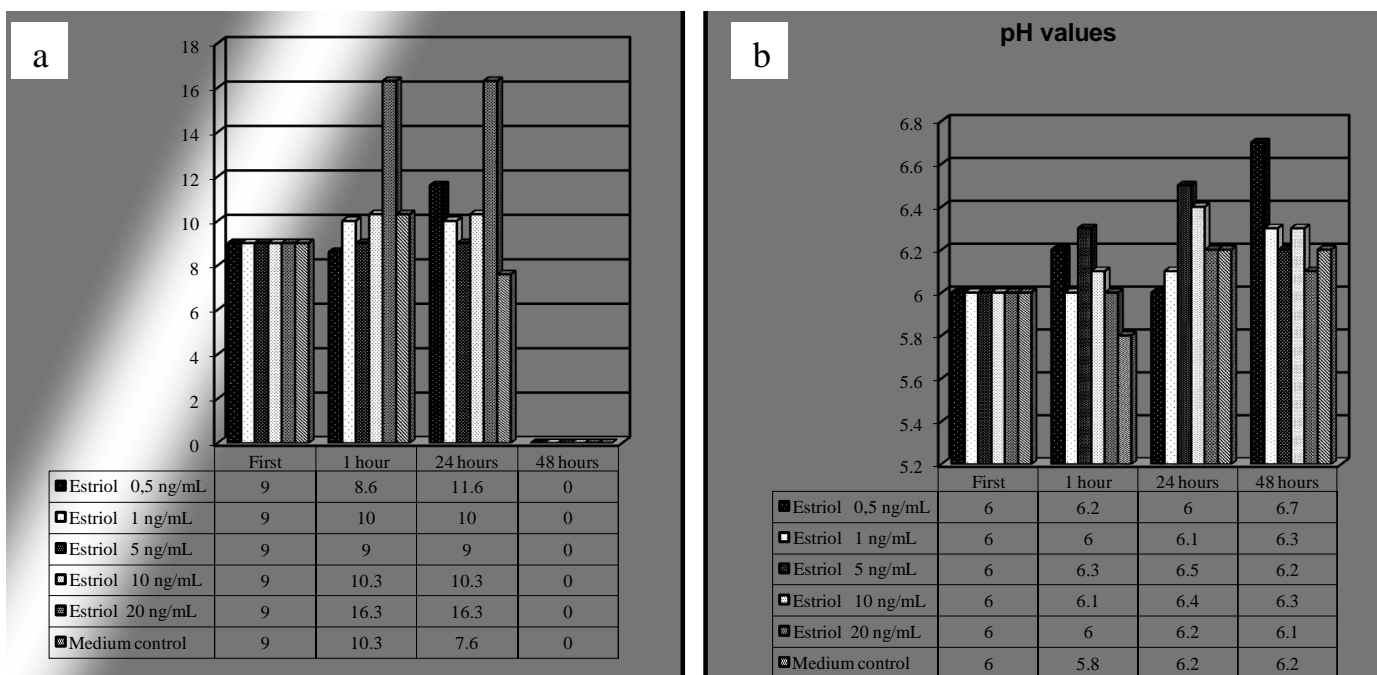 a
18
16
14
12
10
8
6
4
2
0
First 1 hour 24 hours 48 hours
Estriol 0,5 ng/mL 9 8.6 11.6 0
Estriol 1 ng/mL 9 10 10 0
Estriol 5 ng/mL 9 9 9 0
Estriol 10 ng/mL 9 10.3 10.3 0
Estriol 20 ng/mL 9 16.3 16.3 0
Medium control 9 10.3 7.6 0
b
pH values
6.8
6.6
6.4
6.2
6
5.8
5.6
5.4
5.2
First 1 hour 24 hours 48 hours
Estriol 0,5 ng/mL 6 6.2 6 6.7
Estriol 1 ng/mL 6 6 6.1 6.3
Estriol 5 ng/mL 6 6.3 6.5 6.2
Estriol 10 ng/mL 6 6.1 6.4 6.3
Estriol 20 ng/mL 6 6 6.2 6.1
Medium control 6 5.8 6.2 6.2